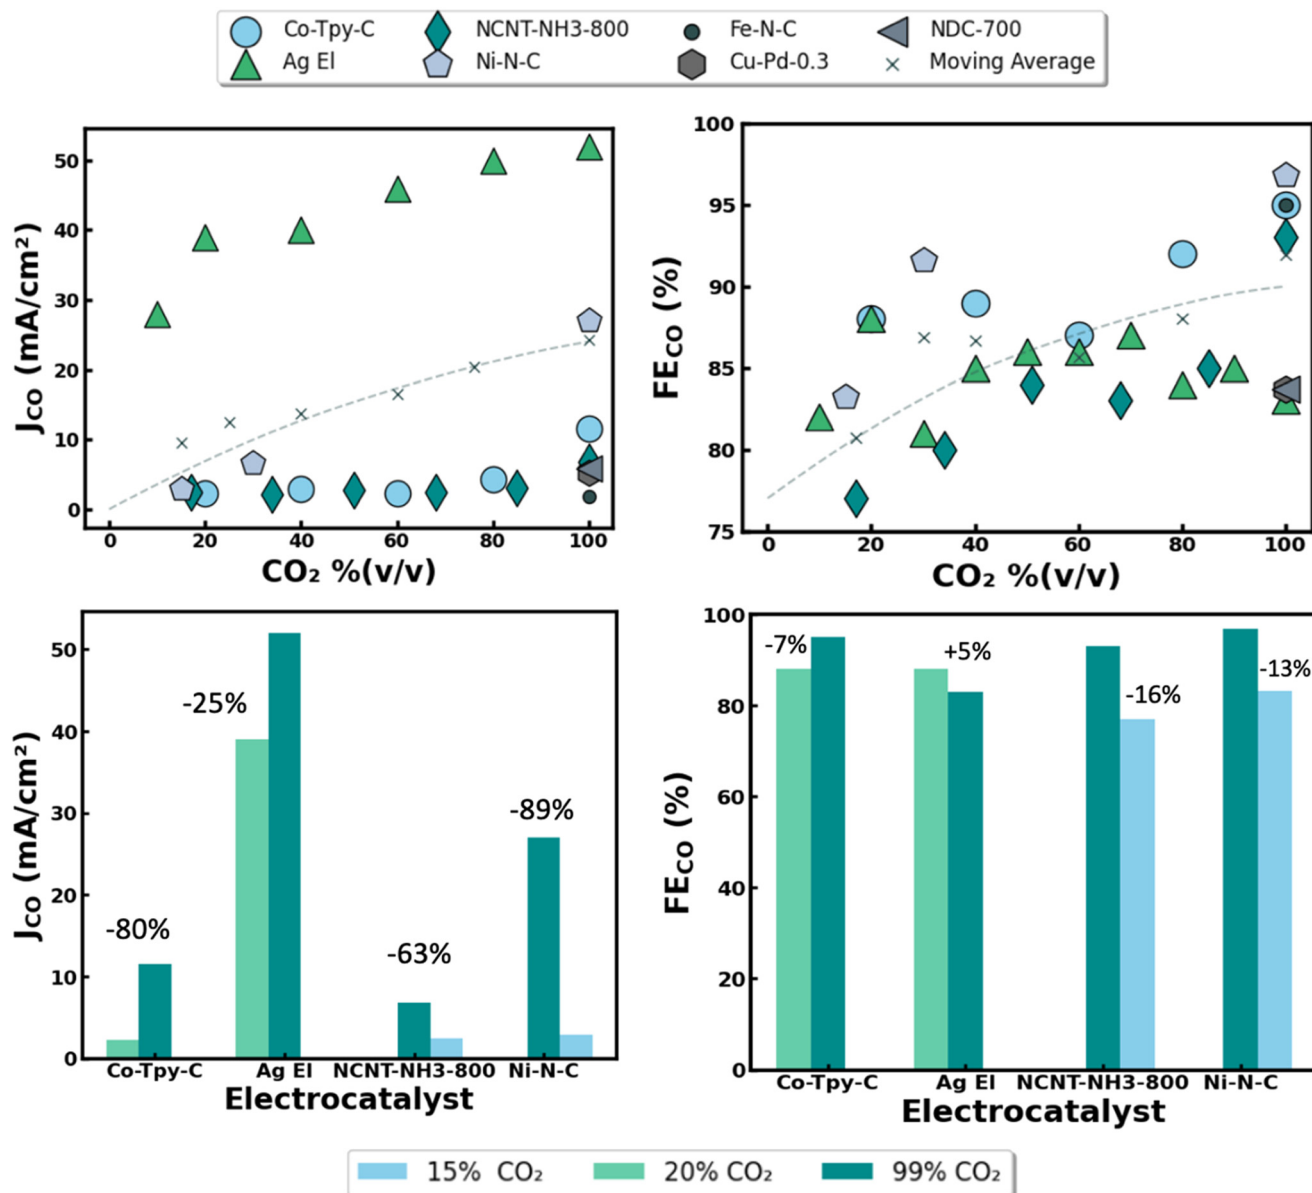 Co-Tpy-C NCNT-NH3-800 Fe-N-C NDC-700
Ag El Ni-N-C Cu-Pd-0.3 Moving Average
50
40
30
20
10
0
0 20 40 60 80 100
J_CO (mA/cm²)
CO₂ %(v/v)
100
95
90
85
80
75
0 20 40 60 80 100
FE_CO (%)
CO₂ %(v/v)
50
40
30
20
10
0
J_CO (mA/cm²)
-80%
-25%
-63%
-89%
Co-Tpy-C Ag El NCNT-NH3-800 Ni-N-C
Electrocatalyst
100
80
60
40
20
0
FE_CO (%)
-7%
+5%
-16%
-13%
Co-Tpy-C Ag El NCNT-NH3-800 Ni-N-C
Electrocatalyst
15% CO₂ 20% CO₂ 99% CO₂